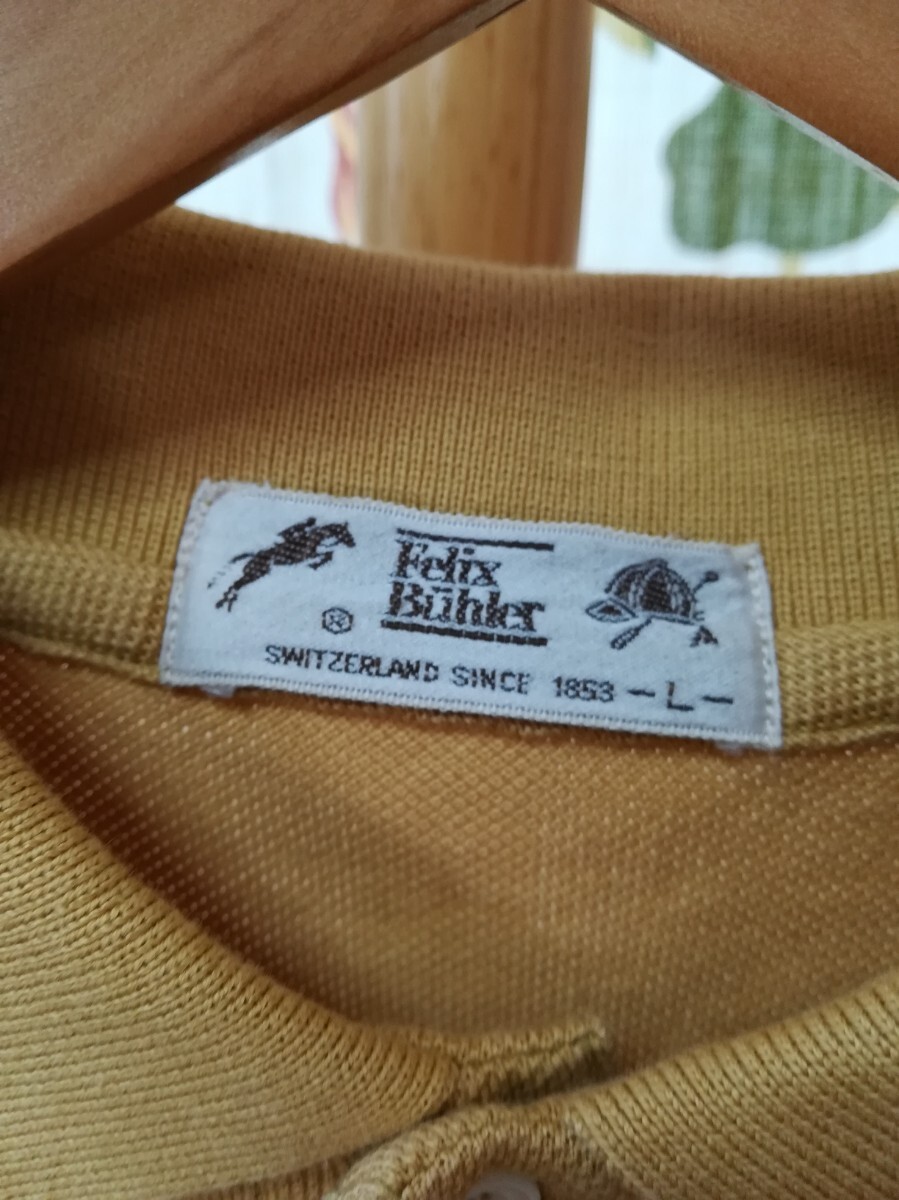 Felix
Bühler
®
SWITZERLAND SINCE 1853 -L-